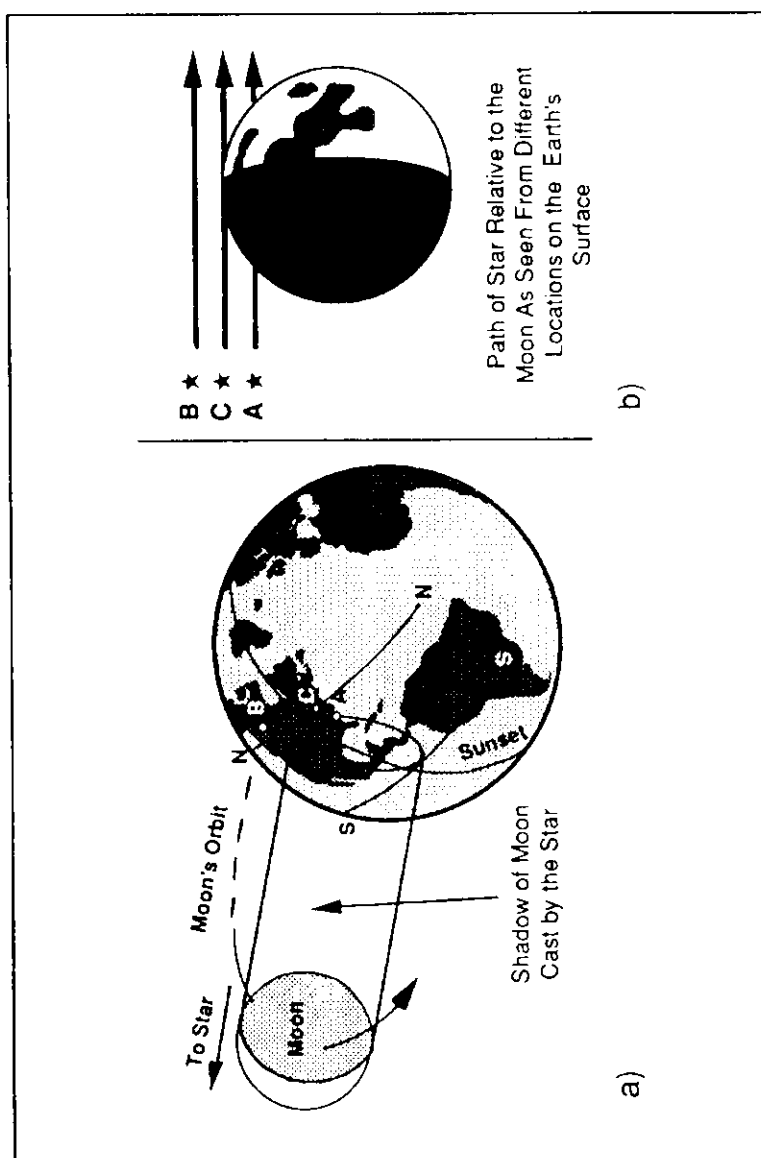 To Star
Moon's Orbit
Moon
N
B
C
A
N
S
S
Sunset
Shadow of Moon
Cast by the Star
a)
B
C
A
Path of Star Relative to the
Moon As Seen From Different
Locations on the Earth's
Surface
b)